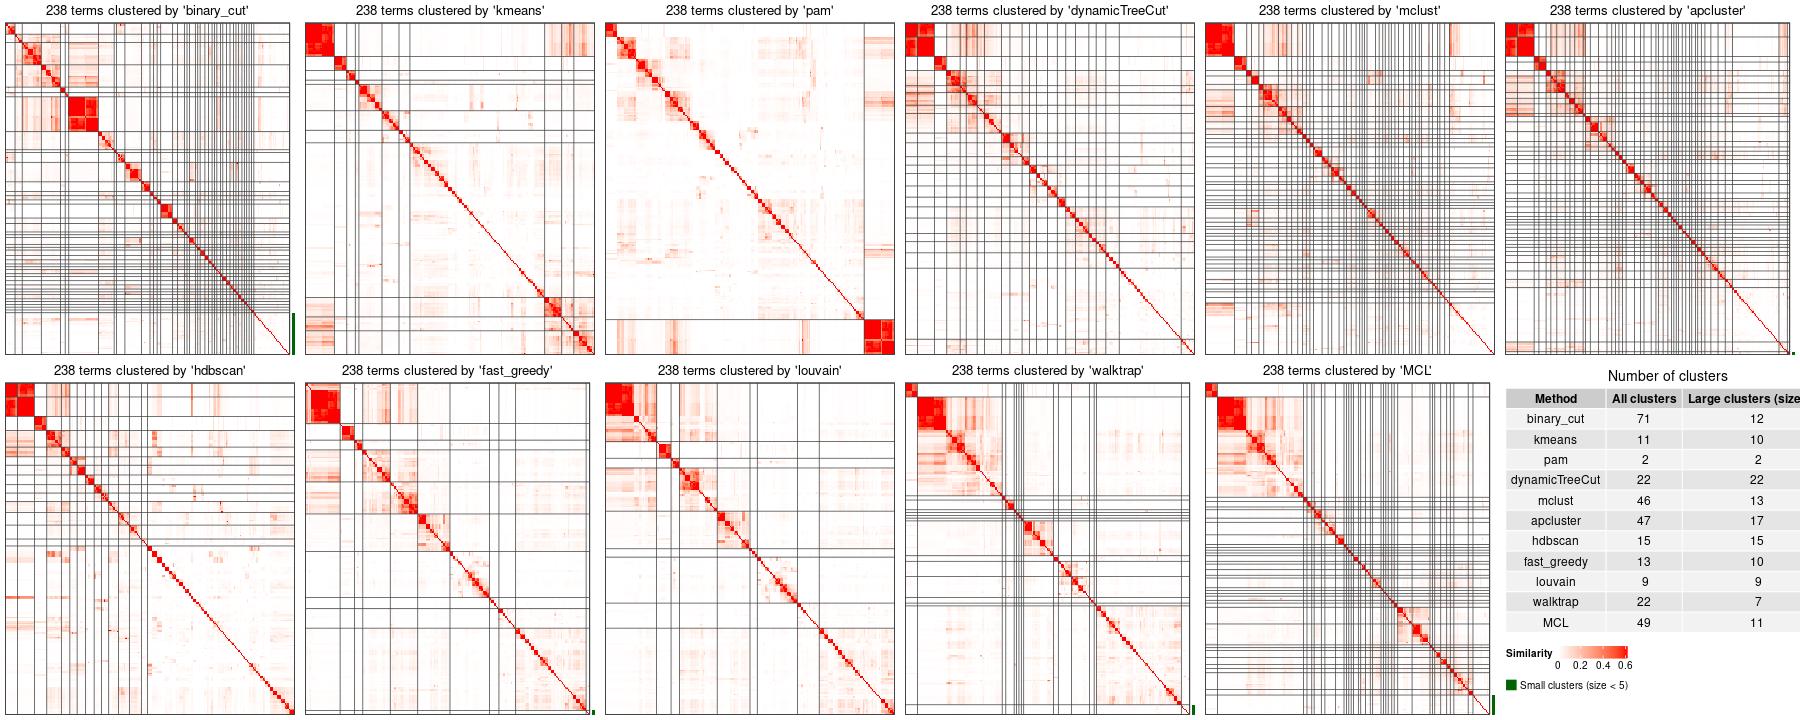 238 terms clustered by 'binary_cut'
238 terms clustered by 'kmeans'
238 terms clustered by 'pam'
238 terms clustered by 'dynamicTreeCut'
238 terms clustered by 'mclust'
238 terms clustered by 'apcluster'
238 terms clustered by 'hdbscan'
238 terms clustered by 'fast_greedy'
238 terms clustered by 'louvain'
238 terms clustered by 'walktrap'
238 terms clustered by 'MCL'
Number of clusters
Method All clusters Large clusters (size
binary_cut 71 12
kmeans 11 10
pam 2 2
dynamicTreeCut 22 22
mclust 46 13
apcluster 47 17
hdbscan 15 15
fast_greedy 13 10
louvain 9 9
walktrap 22 7
MCL 49 11
Similarity
0 0.2 0.4 0.6
Small clusters (size < 5)